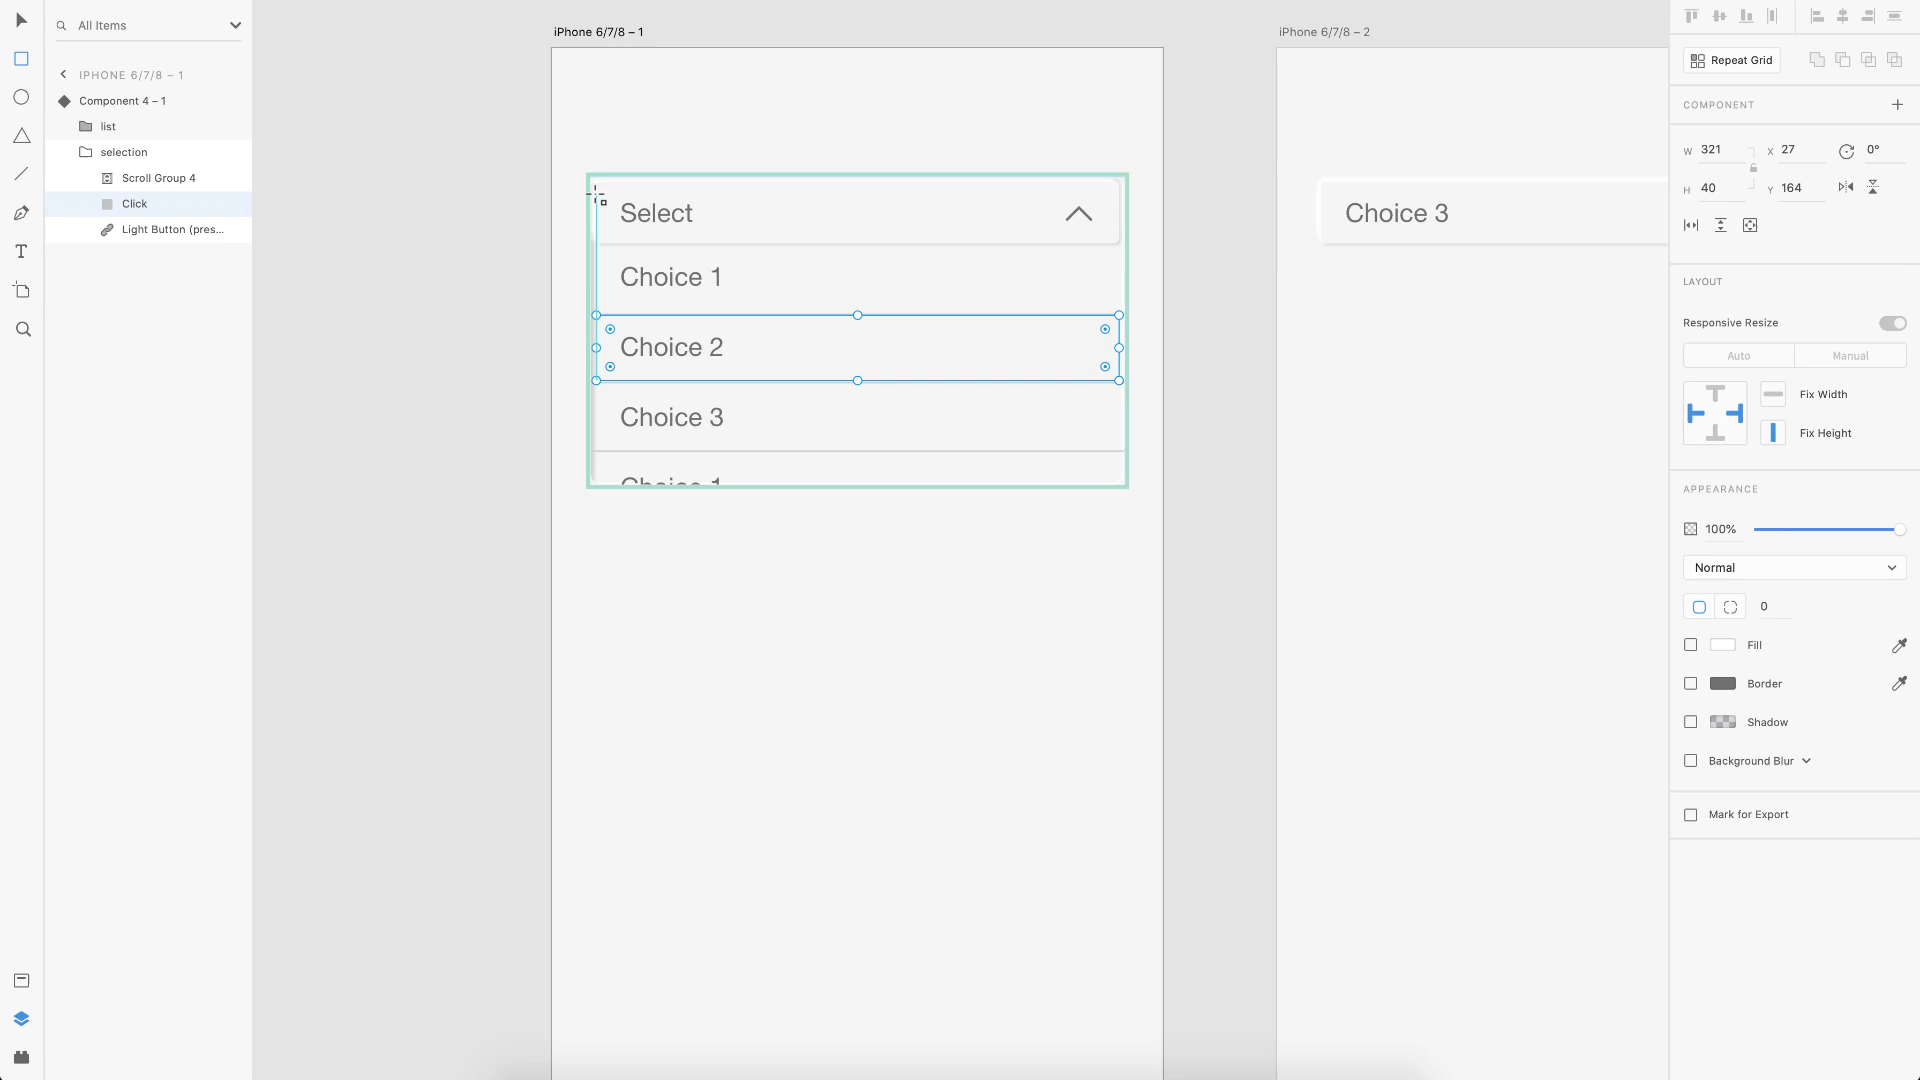 All Items
IPHONE 6/7/8 – 1
Component 4 – 1
list
selection
Scroll Group 4
Click
Light Button (pres...
T
iPhone 6/7/8 – 1
Select
Choice 1
Choice 2
Choice 3
Choice 1
iPhone 6/7/8 – 2
Choice 3
Repeat Grid
COMPONENT
W 321 X 27 0°
H 40 Y 164
LAYOUT
Responsive Resize
Auto Manual
Fix Width
Fix Height
APPEARANCE
100%
Normal
0
Fill
Border
Shadow
Background Blur
Mark for Export